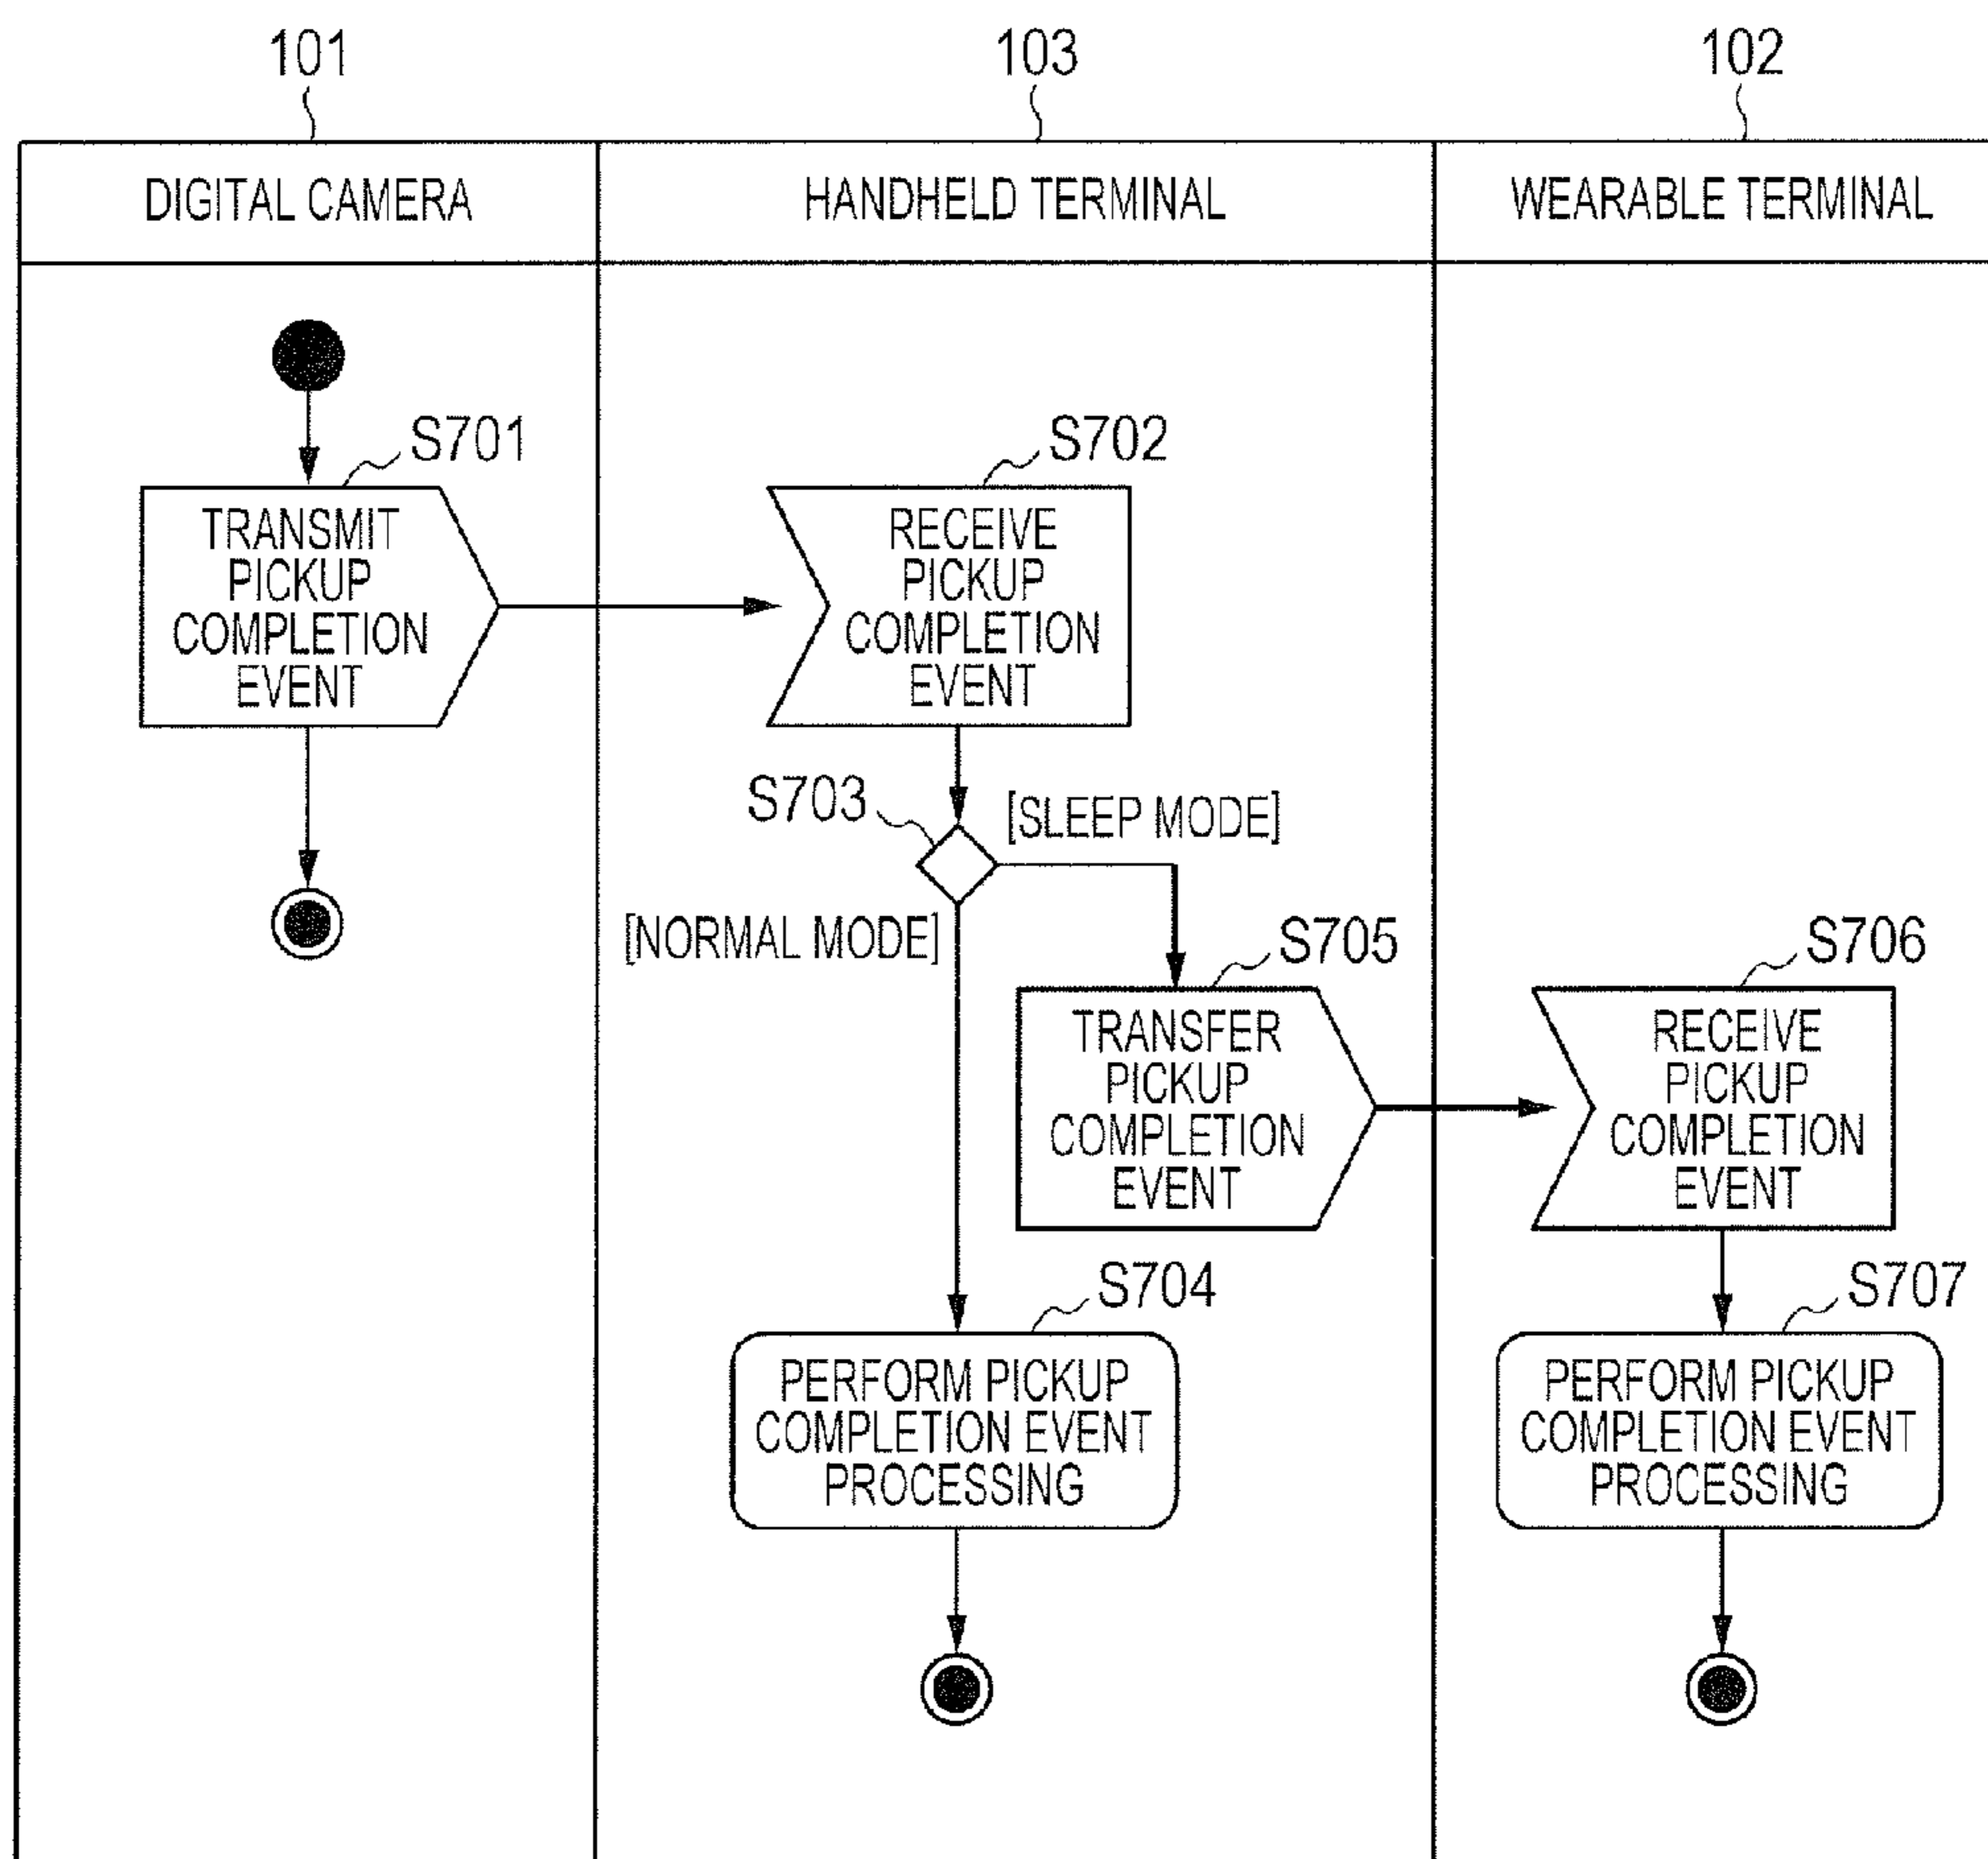 101
103
102
DIGITAL CAMERA
HANDHELD TERMINAL
WEARABLE TERMINAL
S701
TRANSMIT
PICKUP
COMPLETION
EVENT
S702
RECEIVE
PICKUP
COMPLETION
EVENT
S703
[SLEEP MODE]
[NORMAL MODE]
S705
TRANSFER
PICKUP
COMPLETION
EVENT
S706
RECEIVE
PICKUP
COMPLETION
EVENT
S704
PERFORM PICKUP
COMPLETION EVENT
PROCESSING
S707
PERFORM PICKUP
COMPLETION EVENT
PROCESSING